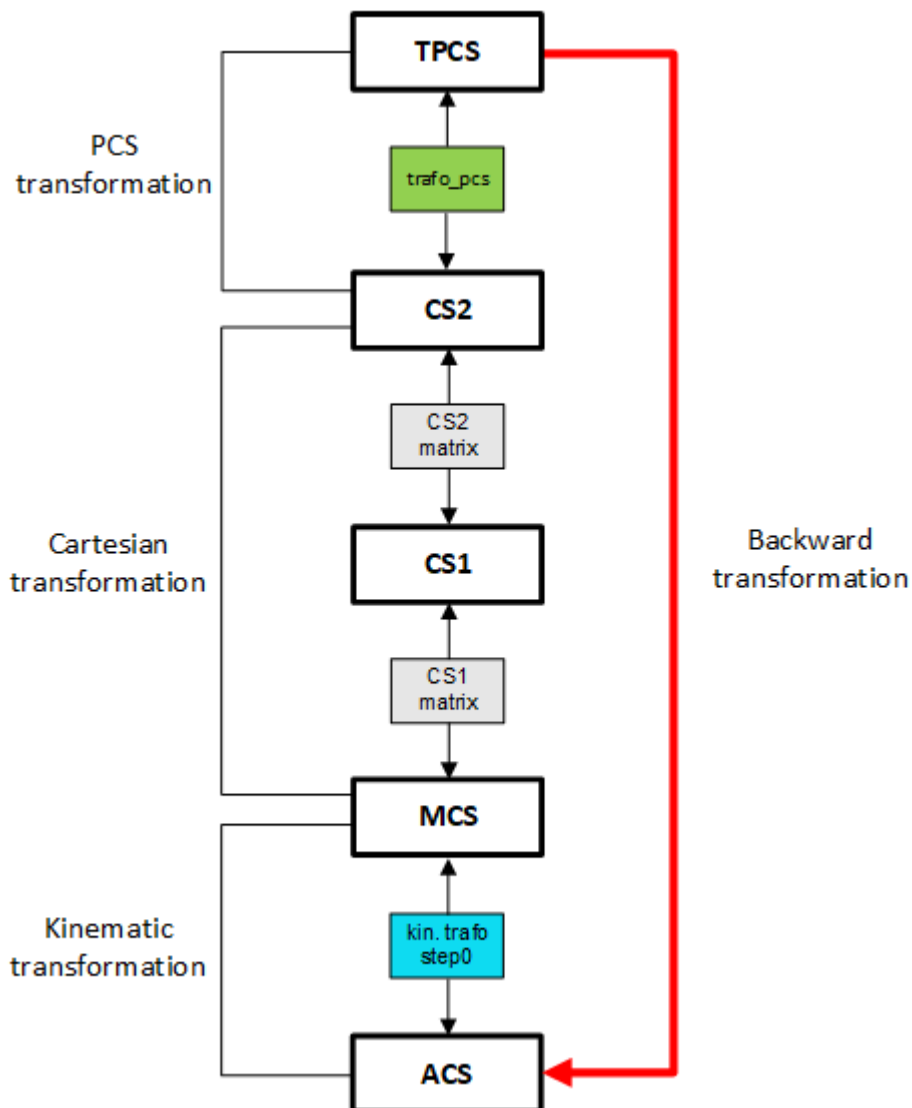 TPCS
PCS
transformation
trafo_pcs
CS2
CS2
matrix
Cartesian
transformation
CS1
Backward
transformation
CS1
matrix
MCS
Kinematic
transformation
kin. trafo
step0
ACS